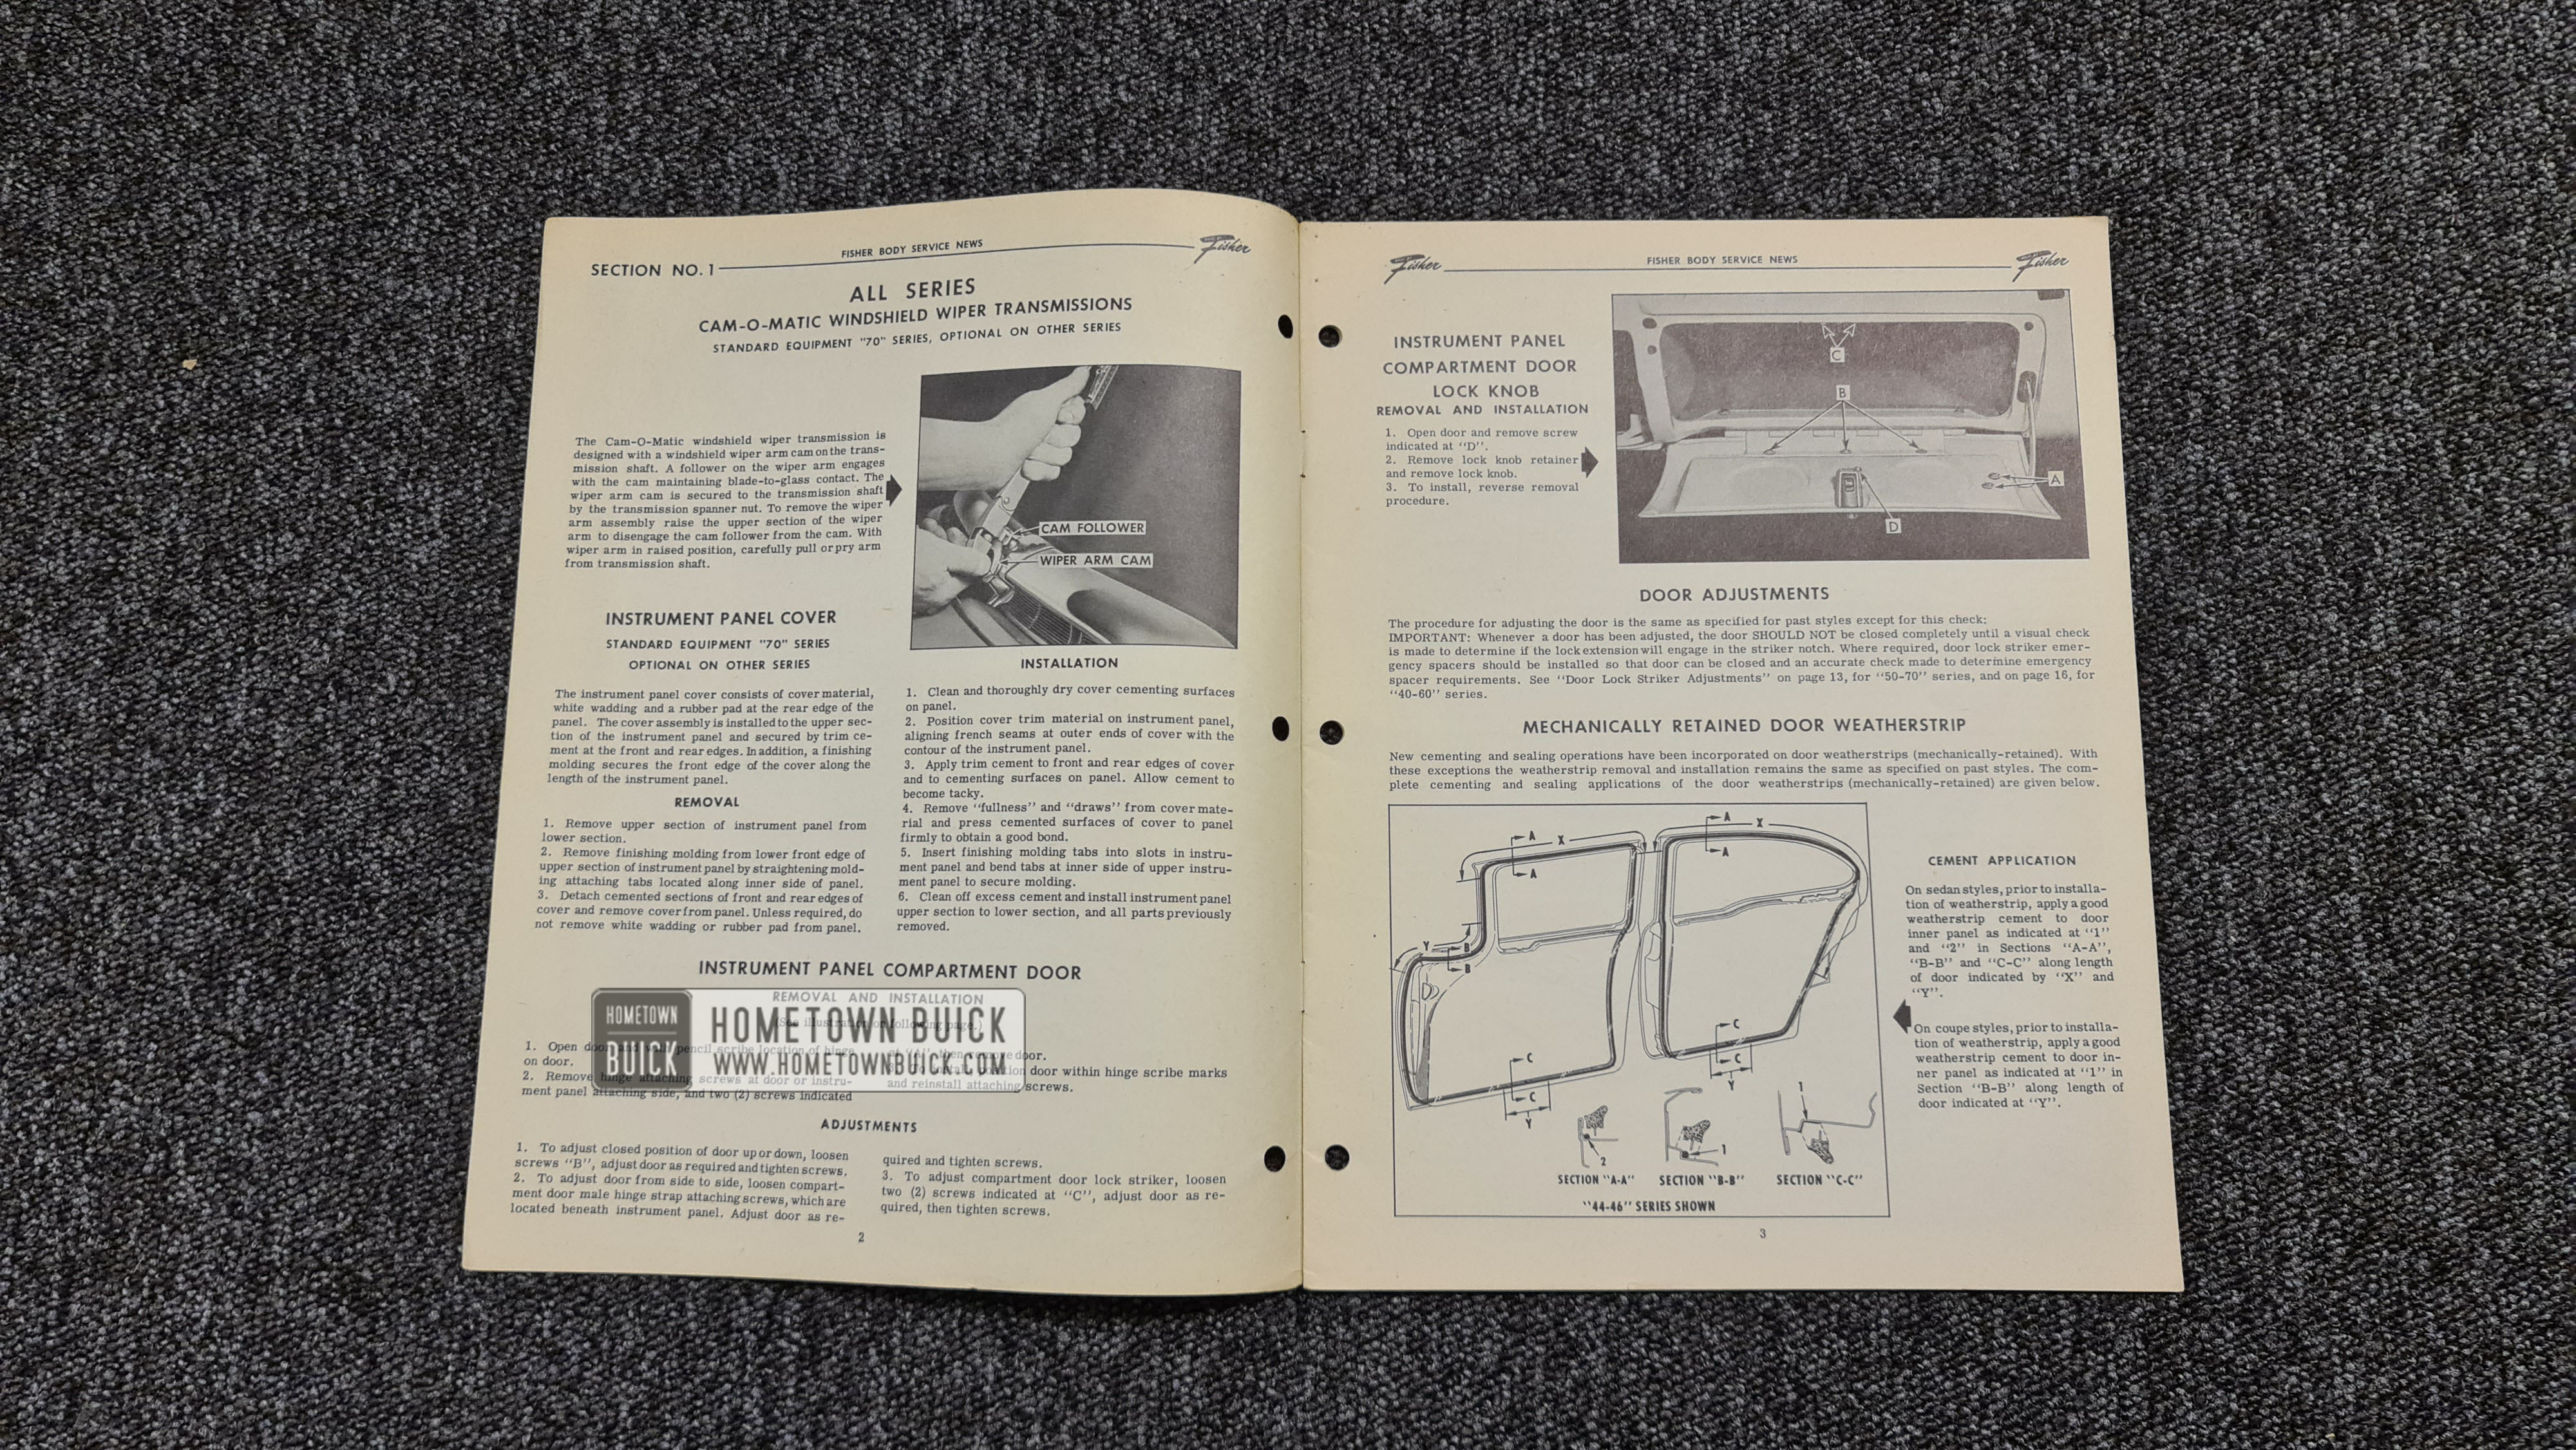 SECTION NO. 1
FISHER BODY SERVICE NEWS
Fisher
ALL SERIES
CAM-O-MATIC WINDSHIELD WIPER TRANSMISSIONS
STANDARD EQUIPMENT "70" SERIES, OPTIONAL ON OTHER SERIES
The Cam-O-Matic windshield wiper transmission is
designed with a windshield wiper arm cam on the trans-
mission shaft. A follower on the wiper arm engages
with the cam maintaining blade-to-glass contact. The
wiper arm cam is secured to the transmission shaft
by the transmission spanner nut. To remove the wiper
arm assembly raise the upper section of the wiper
arm to disengage the cam follower from the cam. With
wiper arm in raised position, carefully pull or pry arm
from transmission shaft.
CAM FOLLOWER
WIPER ARM CAM
INSTRUMENT PANEL COVER
STANDARD EQUIPMENT "70" SERIES
OPTIONAL ON OTHER SERIES
The instrument panel cover consists of cover material,
white wadding and a rubber pad at the rear edge of the
panel. The cover assembly is installed to the upper sec-
tion of the instrument panel and secured by trim ce-
ment at the front and rear edges. In addition, a finishing
molding secures the front edge of the cover along the
length of the instrument panel.
REMOVAL
1. Remove upper section of instrument panel from
lower section.
2. Remove finishing molding from lower front edge of
upper section of instrument panel by straightening mold-
ing attaching tabs located along inner side of panel.
3. Detach cemented sections of front and rear edges of
cover and remove cover from panel. Unless required, do
not remove white wadding or rubber pad from panel.
INSTALLATION
1. Clean and thoroughly dry cover cementing surfaces
on panel.
2. Position cover trim material on instrument panel,
aligning french seams at outer ends of cover with the
contour of the instrument panel.
3. Apply trim cement to front and rear edges of cover
and to cementing surfaces on panel. Allow cement to
become tacky.
4. Remove "fullness" and "draws" from cover mate-
rial and press cemented surfaces of cover to panel
firmly to obtain a good bond.
5. Insert finishing molding tabs into slots in instru-
ment panel and bend tabs at inner side of upper instru-
ment panel to secure molding.
6. Clean off excess cement and install instrument panel
upper section to lower section, and all parts previously
removed.
INSTRUMENT PANEL COMPARTMENT DOOR
REMOVAL AND INSTALLATION
(See illustration on following page.)
1. Open door and with pencil scribe location of hinge
on door.
2. Remove hinge attaching screws at door or instru-
ment panel attaching side, and two (2) screws indicated
then remove door.
door within hinge scribe marks
and reinstall attaching screws.
HOMETOWN
BUICK
HOMETOWN BUICK
WWW.HOMETOWNBUICK.COM
ADJUSTMENTS
1. To adjust closed position of door up or down, loosen
screws "B", adjust door as required and tighten screws.
2. To adjust door from side to side, loosen compart-
ment door male hinge strap attaching screws, which are
located beneath instrument panel. Adjust door as re-
quired and tighten screws.
3. To adjust compartment door lock striker, loosen
two (2) screws indicated at "C", adjust door as re-
quired, then tighten screws.
2
Fisher
FISHER BODY SERVICE NEWS
Fisher
INSTRUMENT PANEL
COMPARTMENT DOOR
LOCK KNOB
REMOVAL AND INSTALLATION
1. Open door and remove screw
indicated at "D".
2. Remove lock knob retainer
and remove lock knob.
3. To install, reverse removal
procedure.
C
B
A
D
DOOR ADJUSTMENTS
The procedure for adjusting the door is the same as specified for past styles except for this check:
IMPORTANT: Whenever a door has been adjusted, the door SHOULD NOT be closed completely until a visual check
is made to determine if the lock extension will engage in the striker notch. Where required, door lock striker emer-
gency spacers should be installed so that door can be closed and an accurate check made to determine emergency
spacer requirements. See "Door Lock Striker Adjustments" on page 13, for "50-70" series, and on page 16, for
"40-60" series.
MECHANICALLY RETAINED DOOR WEATHERSTRIP
New cementing and sealing operations have been incorporated on door weatherstrips (mechanically-retained). With
these exceptions the weatherstrip removal and installation remains the same as specified on past styles. The com-
plete cementing and sealing applications of the door weatherstrips (mechanically-retained) are given below.
A X A
A A X
Y B
B
C C
C C
Y Y
2 1 1
SECTION "A-A" SECTION "B-B" SECTION "C-C"
"44-46" SERIES SHOWN
CEMENT APPLICATION
On sedan styles, prior to installa-
tion of weatherstrip, apply a good
weatherstrip cement to door
inner panel as indicated at "1"
and "2" in Sections "A-A",
"B-B" and "C-C" along length
of door indicated by "X" and
"Y".
On coupe styles, prior to installa-
tion of weatherstrip, apply a good
weatherstrip cement to door in-
ner panel as indicated at "1" in
Section "B-B" along length of
door indicated at "Y".
3